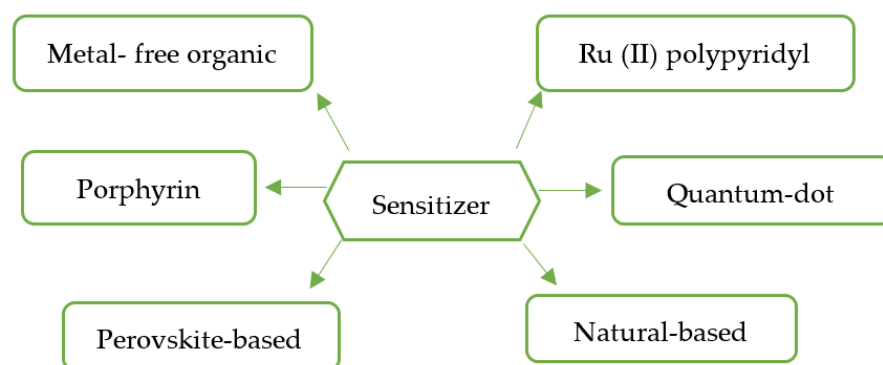 Metal- free organic
Ru (II) polypyridyl
Porphyrin
Sensitizer
Quantum-dot
Perovskite-based
Natural-based